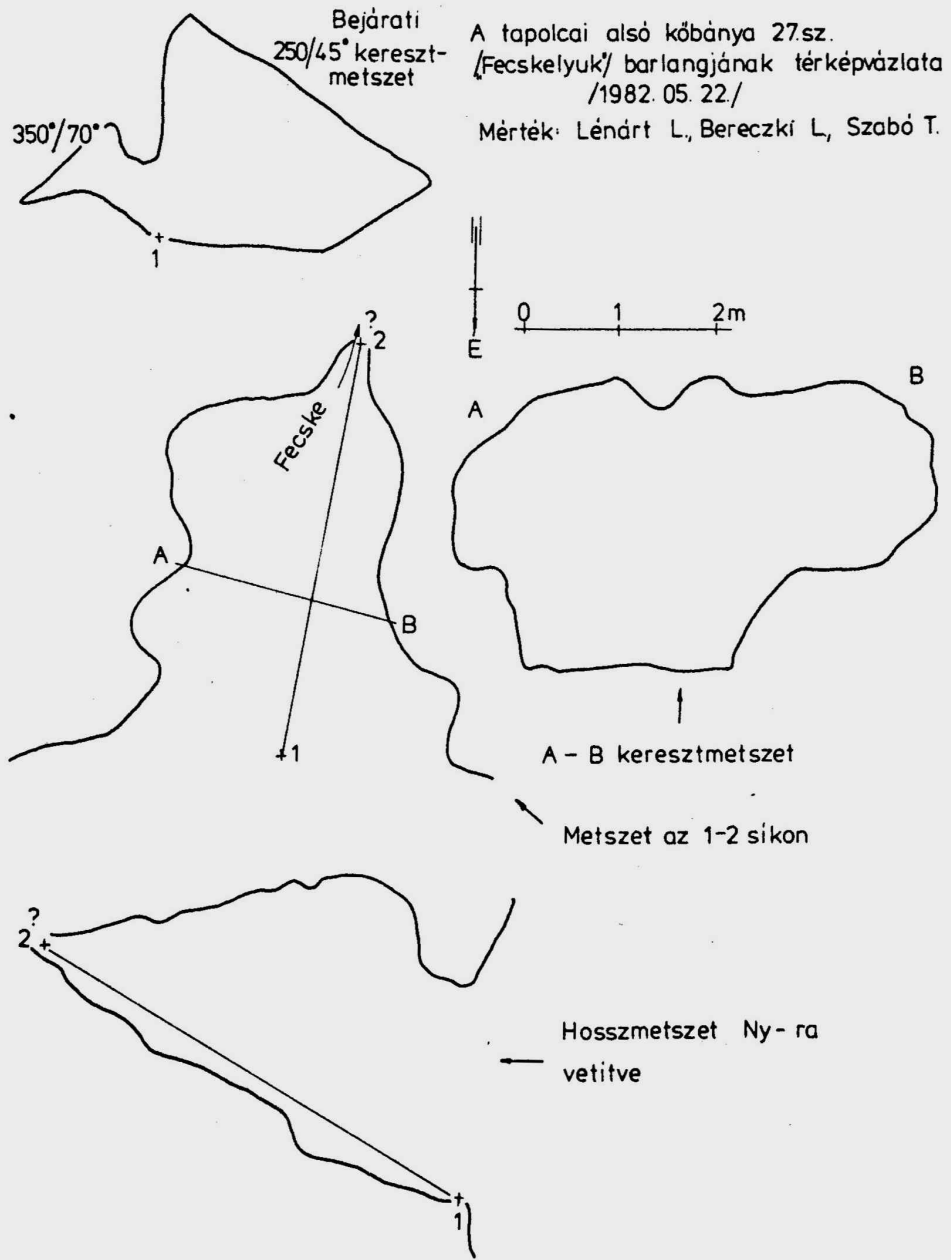 Bejárati
250/45° kereszt-
metszet
350°/70°
1
A tapolcai alsó kőbánya 27.sz.
/„Fecskelyuk”/ barlangjának térképvázlata
/1982. 05. 22./
Mérték: Lénárt L., Bereczki L., Szabó T.
E
0 1 2m
?
2
Fecske
A
B
1
A
B
A - B keresztmetszet
Metszet az 1-2 síkon
?
2
1
Hosszmetszet Ny-ra
vetítve